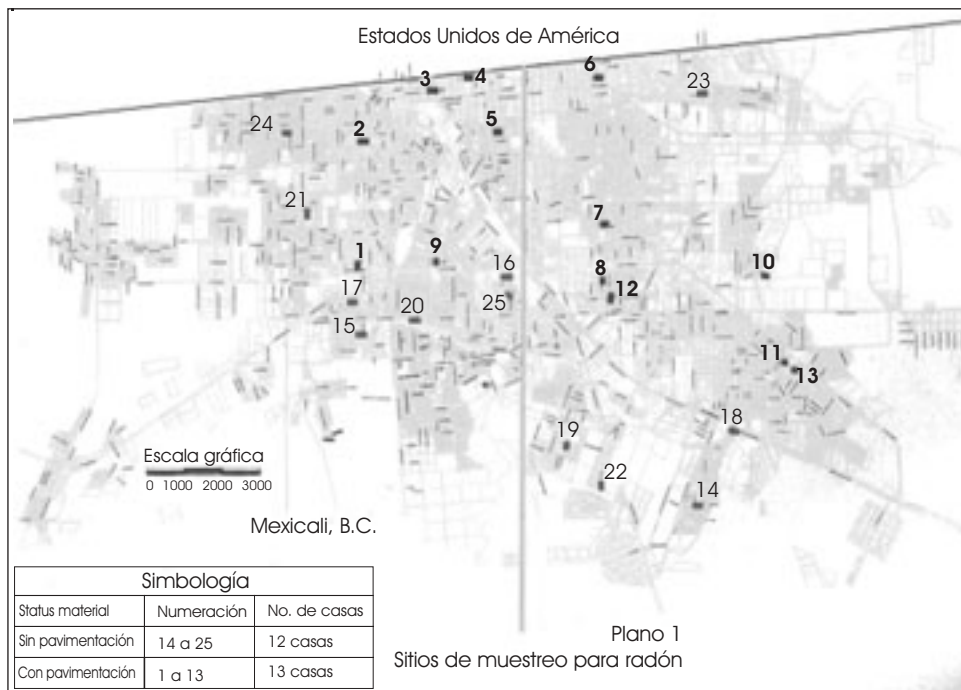 Estados Unidos de América
3 4 6
23
24 2 5
21
7
1 9 16 8 10
17 12
25
15 20
11
13
18
19
22
14
Escala gráfica
0 1000 2000 3000
Mexicali, B.C.
Simbología
Status material Numeración No. de casas
Sin pavimentación 14 a 25 12 casas
Con pavimentación 1 a 13 13 casas
Plano 1
Sitios de muestreo para radón